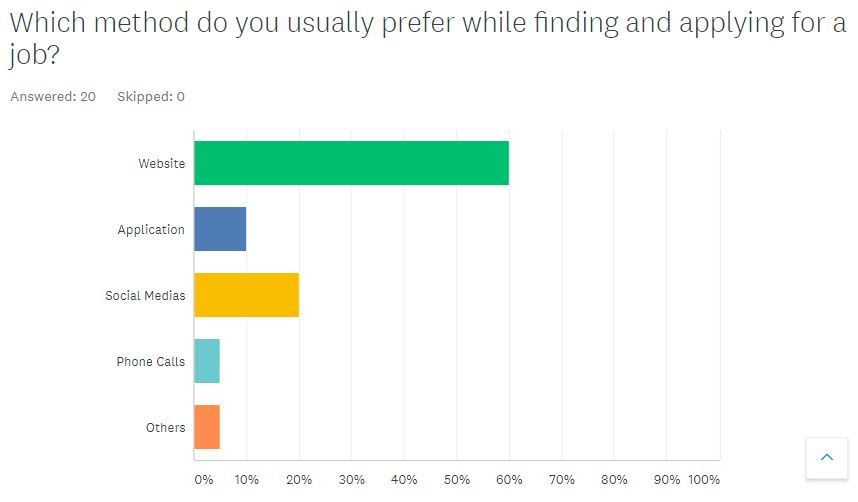 Which method do you usually prefer while finding and applying for a
job?
Answered: 20 Skipped: 0
Website
Application
Social Medias
Phone Calls
Others
0% 10% 20% 30% 40% 50% 60% 70% 80% 90% 100%